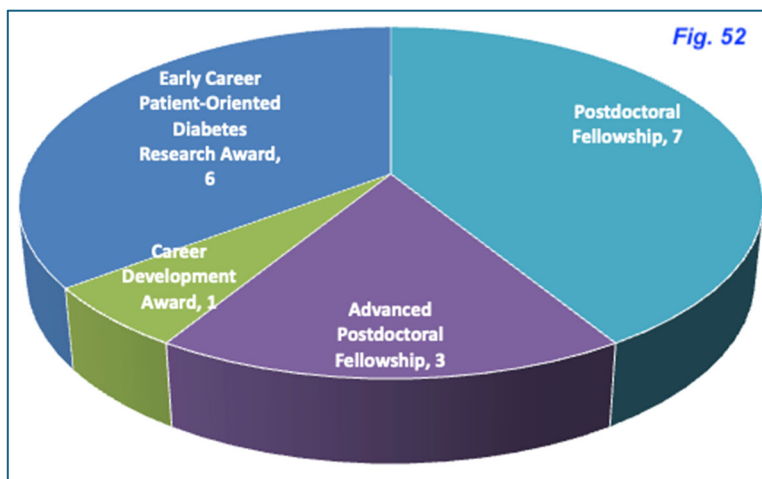 Fig. 52
Early Career
Patient-Oriented
Diabetes
Research Award,
6
Postdoctoral
Fellowship, 7
Career
Development
Award, 1
Advanced
Postdoctoral
Fellowship, 3